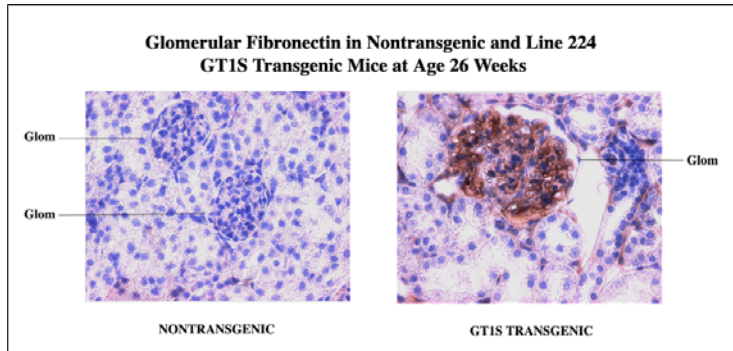 Glomerular Fibronectin in Nontransgenic and Line 224
GT1S Transgenic Mice at Age 26 Weeks
Glom
Glom
Glom
NONTRANSGENIC
GT1S TRANSGENIC